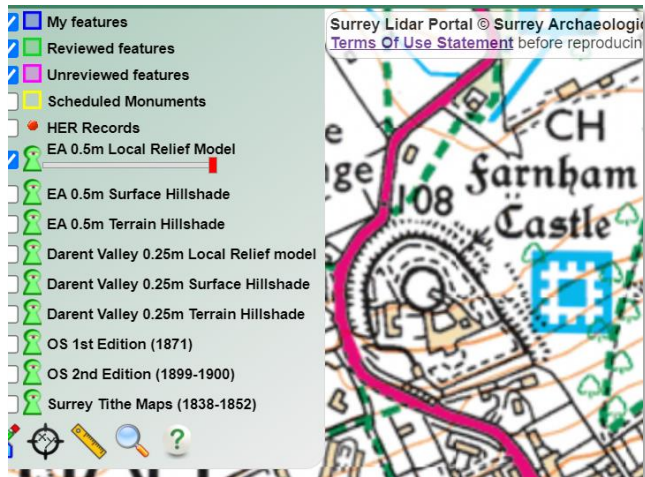 My features
Reviewed features
Unreviewed features
Scheduled Monuments
HER Records
EA 0.5m Local Relief Model
EA 0.5m Surface Hillshade
EA 0.5m Terrain Hillshade
Darent Valley 0.25m Local Relief model
Darent Valley 0.25m Surface Hillshade
Darent Valley 0.25m Terrain Hillshade
OS 1st Edition (1871)
OS 2nd Edition (1899-1900)
Surrey Tithe Maps (1838-1852)
?
Surrey Lidar Portal © Surrey Archaeologic
Terms Of Use Statement before reproducin
CH
e
ge
108
Farnham
Castle